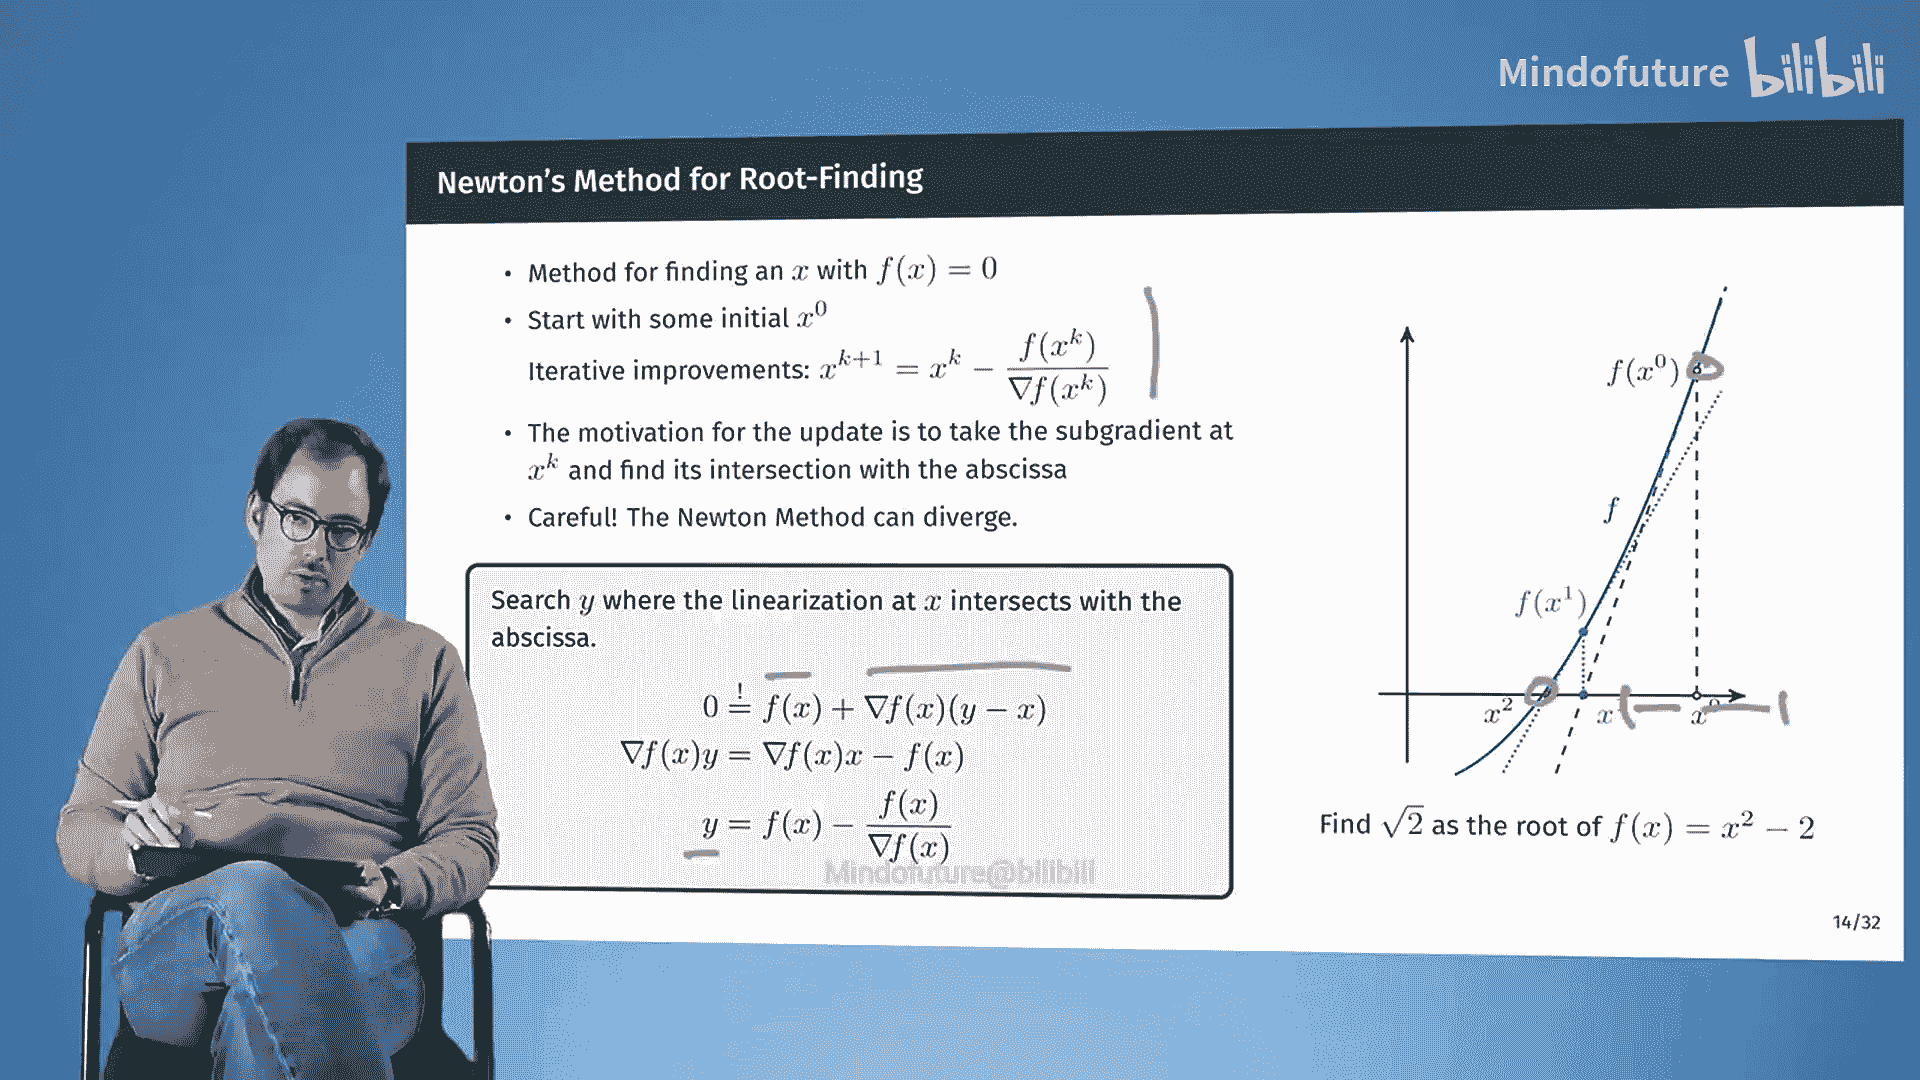 Mindofuture bilibili
Newton's Method for Root-Finding
• Method for finding an x with f(x) = 0
• Start with some initial x^0
Iterative improvements: x^{k+1} = x^k − f(x^k) / ∇f(x^k)
• The motivation for the update is to take the subgradient at
x^k and find its intersection with the abscissa
• Careful! The Newton Method can diverge.
Search y where the linearization at x intersects with the
abscissa.
0 =! f(x) + ∇f(x)(y − x)
∇f(x)y = ∇f(x)x − f(x)
y = f(x) − f(x) / ∇f(x)
Mindofuture@bilibili
f(x^0)
f
f(x^1)
x^2 x x^0
Find √2 as the root of f(x) = x^2 − 2
14/32